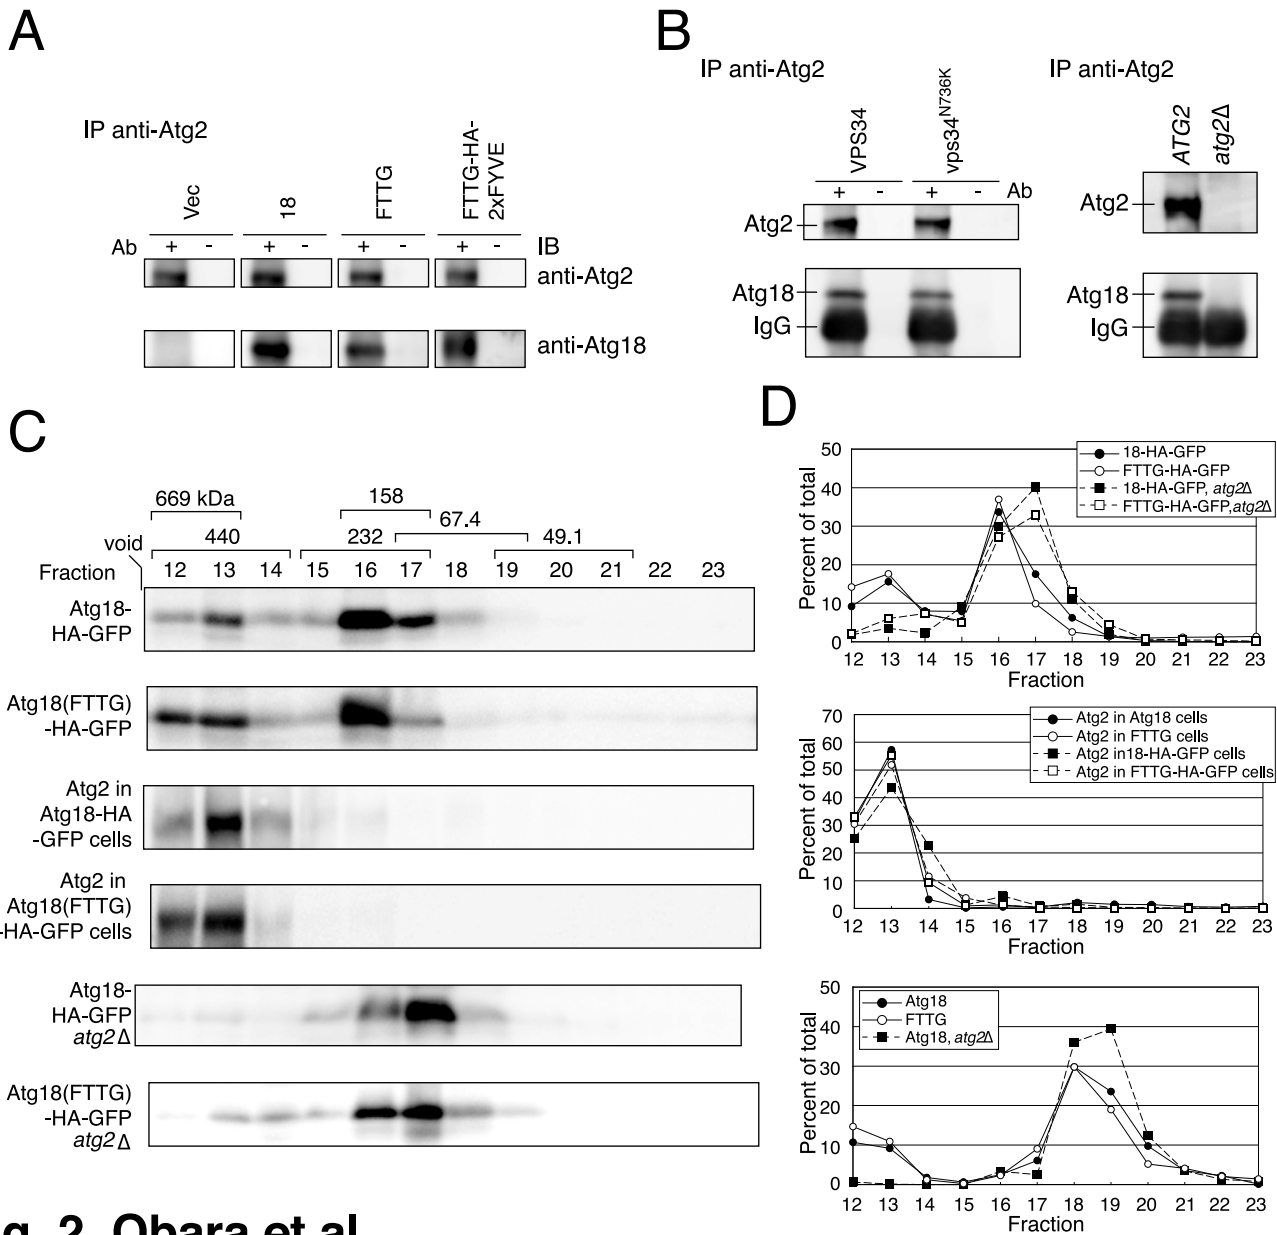 A
IP anti-Atg2
Vec
18
FTTG
FTTG-HA-
2xFYVE
Ab + - + - + - + - IB
anti-Atg2
anti-Atg18
B
IP anti-Atg2
VPS34
vps34N736K
+ - + - Ab
Atg2
Atg18
IgG
IP anti-Atg2
ATG2
atg2Δ
Atg2
Atg18
IgG
C
669 kDa 158
67.4
void 440 232 49.1
Fraction 12 13 14 15 16 17 18 19 20 21 22 23
Atg18-
HA-GFP
Atg18(FTTG)
-HA-GFP
Atg2 in
Atg18-HA
-GFP cells
Atg2 in
Atg18(FTTG)
-HA-GFP cells
Atg18-
HA-GFP
atg2Δ
Atg18(FTTG)
-HA-GFP
atg2Δ
D
Percent of total
50
40
30
20
10
0
12 13 14 15 16 17 18 19 20 21 22 23
Fraction
18-HA-GFP
FTTG-HA-GFP
18-HA-GFP, atg2Δ
FTTG-HA-GFP,atg2Δ
Percent of total
70
60
50
40
30
20
10
0
12 13 14 15 16 17 18 19 20 21 22 23
Fraction
Atg2 in Atg18 cells
Atg2 in FTTG cells
Atg2 in18-HA-GFP cells
Atg2 in FTTG-HA-GFP cells
Percent of total
50
40
30
20
10
0
12 13 14 15 16 17 18 19 20 21 22 23
Fraction
Atg18
FTTG
Atg18, atg2Δ
g. 2 Obara et al